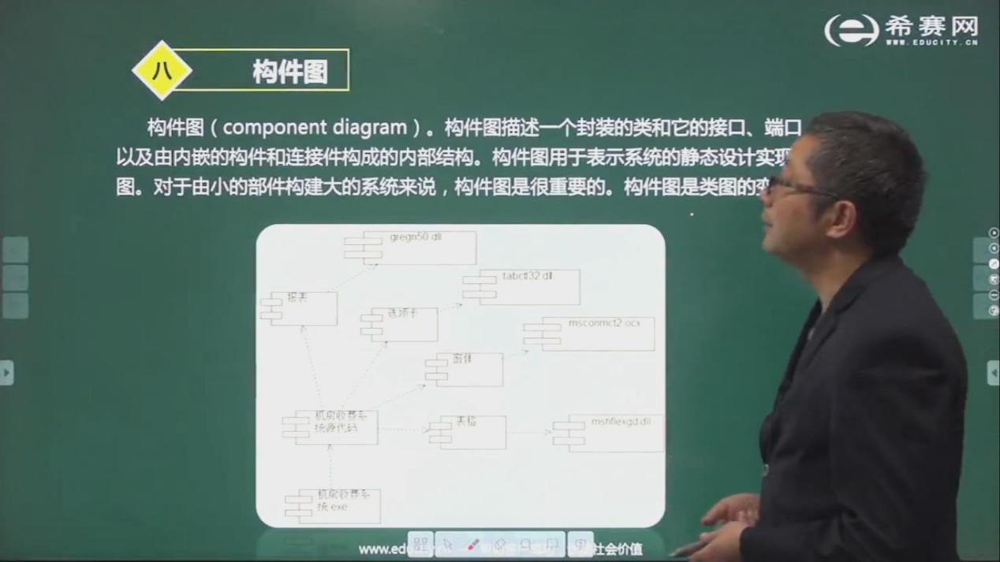 希赛网
WWW.EDUCITY.CN
八
构件图
构件图（component diagram）。构件图描述一个封装的类和它的接口、端口
以及由内嵌的构件和连接件构成的内部结构。构件图用于表示系统的静态设计实现
图。对于由小的部件构建大的系统来说，构件图是很重要的。构件图是类图的变
gregn50.dll
tabctl32.dll
报表
选项卡
msconmct2.ocx
窗体
机房收费系
统源代码
表格
mshflexgd.dll
机房收费系
统.exe
www.edu
社会价值